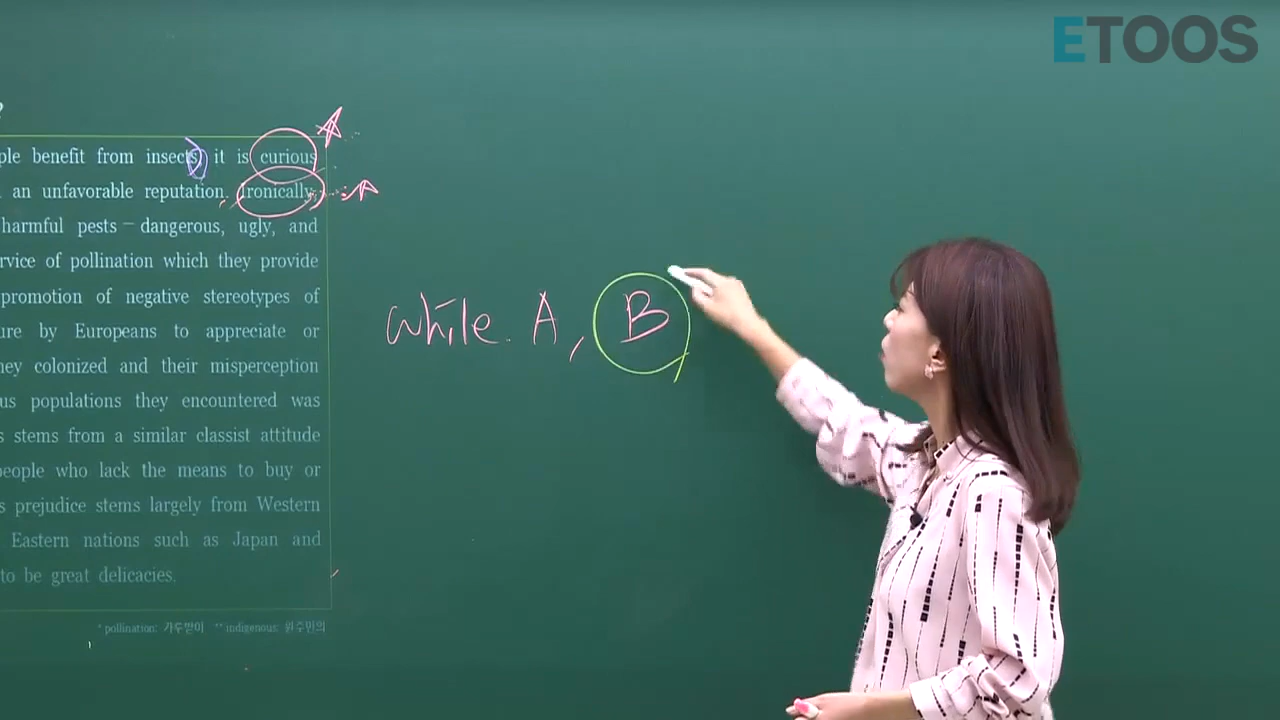 ETOOS
?
ple benefit from insects, it is curious
an unfavorable reputation. Ironically,
harmful pests — dangerous, ugly, and
rvice of pollination which they provide
promotion of negative stereotypes of
ure by Europeans to appreciate or
hey colonized and their misperception
us populations they encountered was
s stems from a similar classist attitude
people who lack the means to buy or
s prejudice stems largely from Western
Eastern nations such as Japan and
to be great delicacies.
* pollination: 가루받이 ** indigenous: 원주민의
while A, B